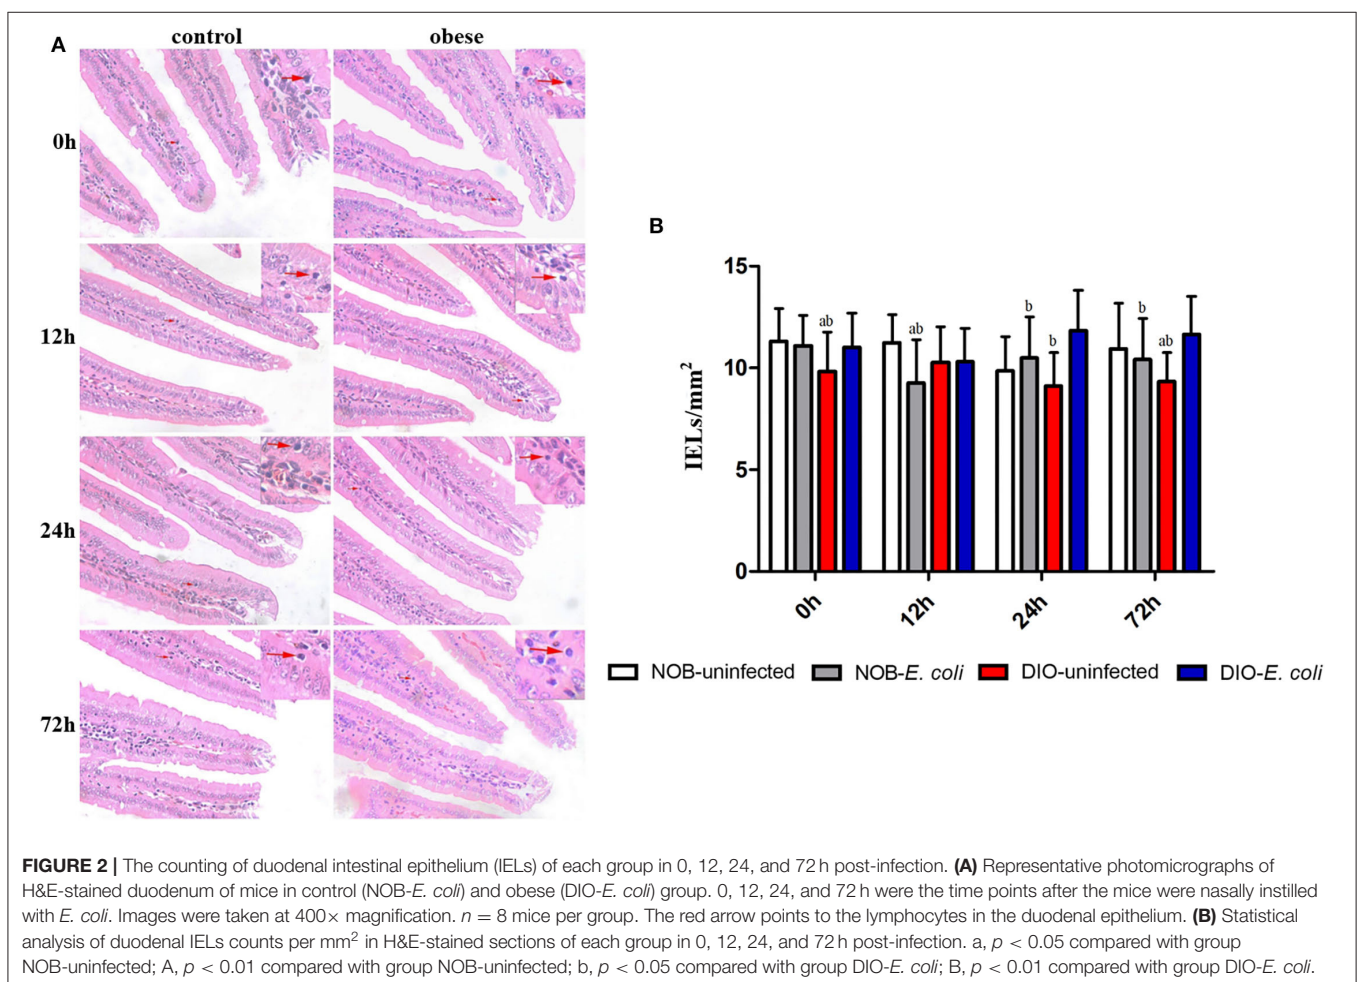 A
control
obese
0h
12h
24h
72h
B
15
10
5
0
IELs/mm²
ab
ab
b
b
b
ab
0h
12h
24h
72h
NOB-uninfected
NOB-E. coli
DIO-uninfected
DIO-E. coli
FIGURE 2 | The counting of duodenal intestinal epithelium (IELs) of each group in 0, 12, 24, and 72 h post-infection. (A) Representative photomicrographs of
H&E-stained duodenum of mice in control (NOB-E. coli) and obese (DIO-E. coli) group. 0, 12, 24, and 72 h were the time points after the mice were nasally instilled
with E. coli. Images were taken at 400× magnification. n = 8 mice per group. The red arrow points to the lymphocytes in the duodenal epithelium. (B) Statistical
analysis of duodenal IELs counts per mm² in H&E-stained sections of each group in 0, 12, 24, and 72 h post-infection. a, p < 0.05 compared with group
NOB-uninfected; A, p < 0.01 compared with group NOB-uninfected; b, p < 0.05 compared with group DIO-E. coli; B, p < 0.01 compared with group DIO-E. coli.